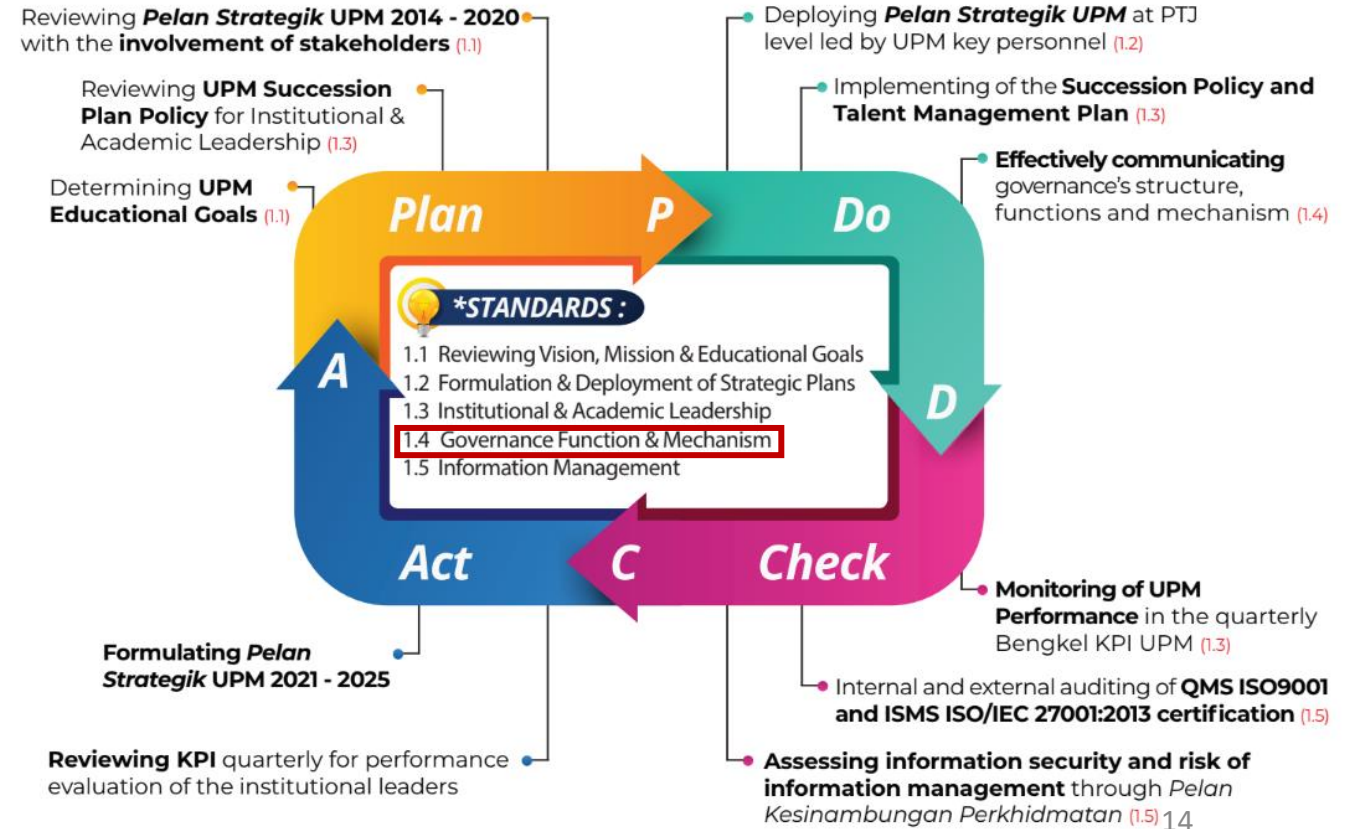 Reviewing Pelan Strategik UPM 2014 - 2020
with the involvement of stakeholders (1.1)
Reviewing UPM Succession
Plan Policy for Institutional &
Academic Leadership (1.3)
Determining UPM
Educational Goals (1.1)
Deploying Pelan Strategik UPM at PTJ
level led by UPM key personnel (1.2)
Implementing of the Succession Policy and
Talent Management Plan (1.3)
Effectively communicating
governance's structure,
functions and mechanism (1.4)
Plan
P
Do
D
*STANDARDS :
1.1 Reviewing Vision, Mission & Educational Goals
1.2 Formulation & Deployment of Strategic Plans
1.3 Institutional & Academic Leadership
1.4 Governance Function & Mechanism
1.5 Information Management
A
Act
C
Check
Monitoring of UPM
Performance in the quarterly
Bengkel KPI UPM (1.3)
Internal and external auditing of QMS ISO9001
and ISMS ISO/IEC 27001:2013 certification (1.5)
Assessing information security and risk of
information management through Pelan
Kesinambungan Perkhidmatan (1.5)
Formulating Pelan
Strategik UPM 2021 - 2025
Reviewing KPI quarterly for performance
evaluation of the institutional leaders
14